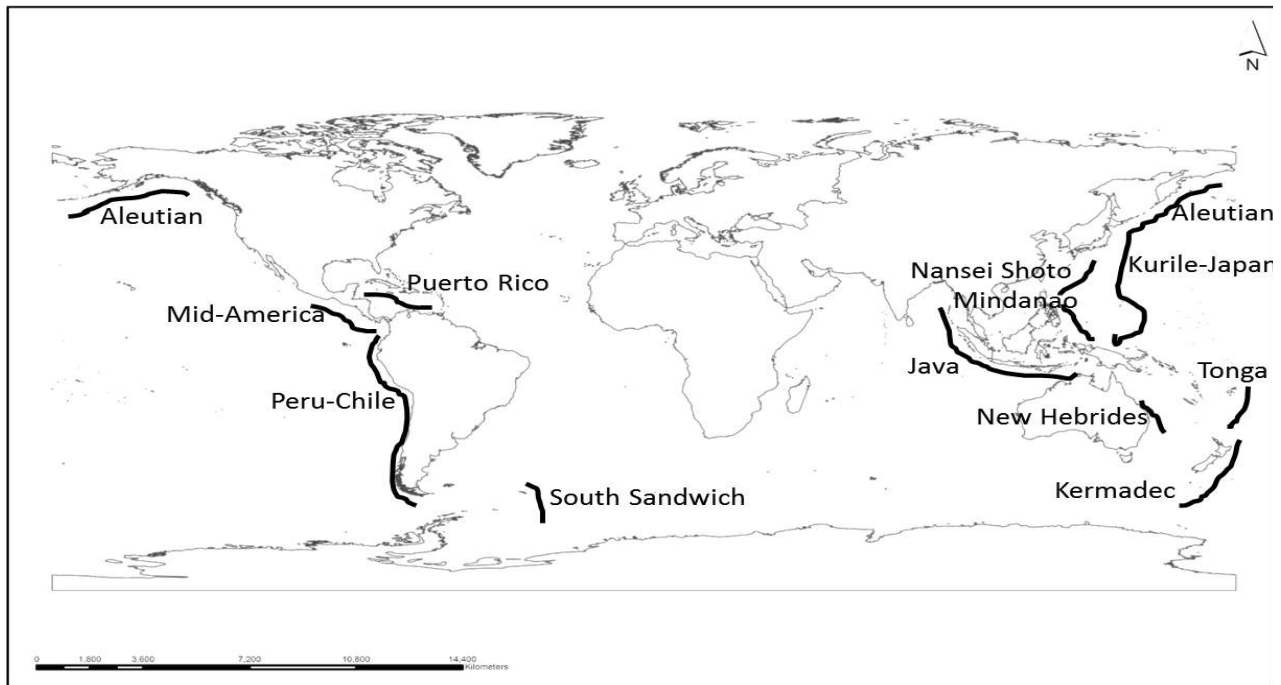 N
Aleutian
Aleutian
Nansei Shoto
Kurile-Japan
Puerto Rico
Mindanao
Mid-America
Java
Tonga
Peru-Chile
New Hebrides
South Sandwich
Kermadec
0 1,800 3,600 7,200 10,800 14,400
Kilometers